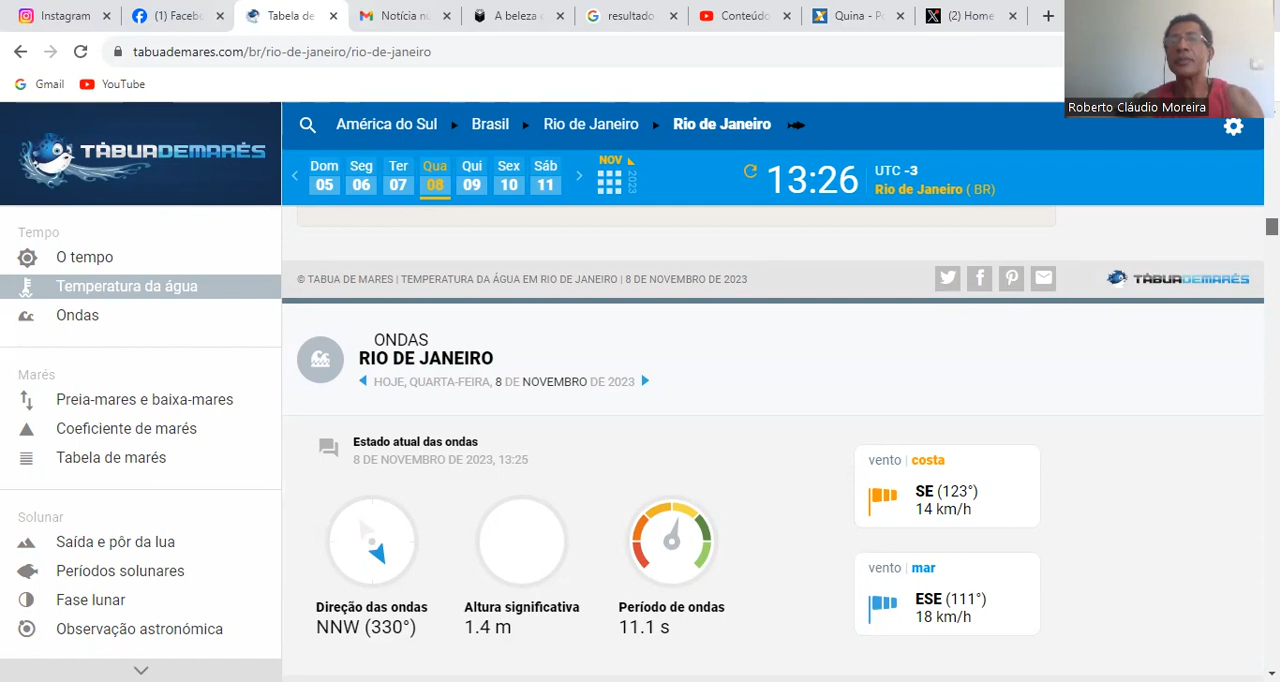 Instagram
(1) Faceb
Tabela de
Notícia nu
A beleza
resultado
Conteúdo
Quina - Po
(2) Home
tabuademares.com/br/rio-de-janeiro/rio-de-janeiro
Gmail
YouTube
Roberto Cláudio Moreira
TÁBUADEMARÉS
América do Sul
Brasil
Rio de Janeiro
Rio de Janeiro
Dom Seg Ter Qua Qui Sex Sáb
05 06 07 08 09 10 11
NOV
2023
13:26
UTC -3
Rio de Janeiro ( BR)
Tempo
O tempo
Temperatura da água
Ondas
Marés
Preia-mares e baixa-mares
Coeficiente de marés
Tabela de marés
Solunar
Saída e pôr da lua
Períodos solunares
Fase lunar
Observação astronómica
© TABUA DE MARES | TEMPERATURA DA ÁGUA EM RIO DE JANEIRO | 8 DE NOVEMBRO DE 2023
TÁBUADEMARÉS
ONDAS
RIO DE JANEIRO
HOJE, QUARTA-FEIRA, 8 DE NOVEMBRO DE 2023
Estado atual das ondas
8 DE NOVEMBRO DE 2023, 13:25
Direção das ondas
NNW (330°)
Altura significativa
1.4 m
Período de ondas
11.1 s
vento | costa
SE (123°)
14 km/h
vento | mar
ESE (111°)
18 km/h